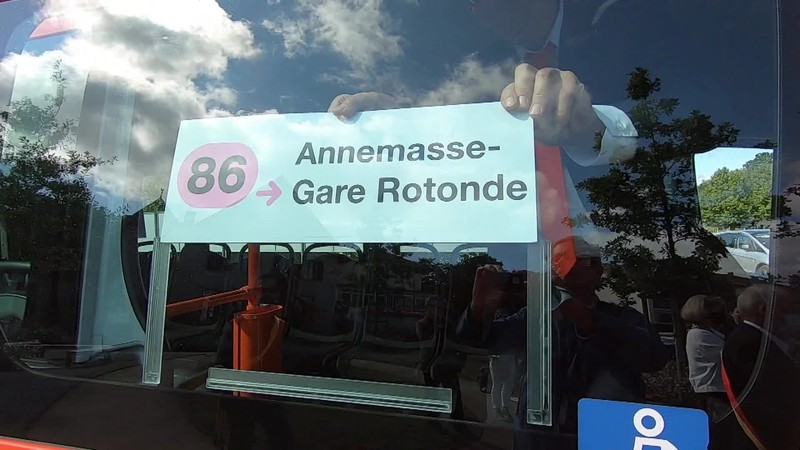 86 → Annemasse-
Gare Rotonde